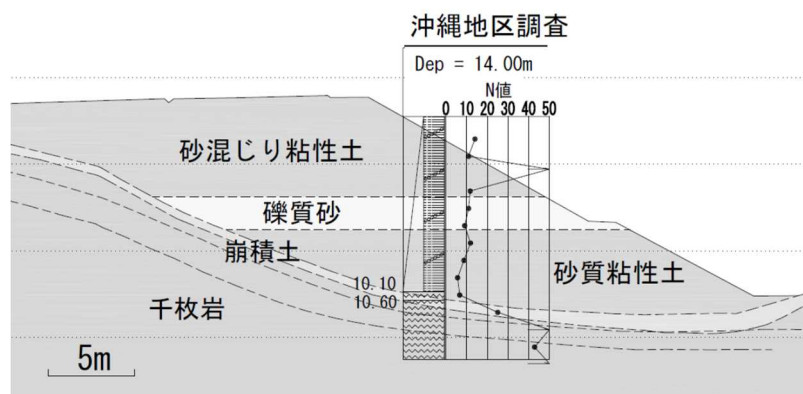 沖縄地区調査
Dep = 14.00m
N値
0 10 20 30 40 50
砂混じり粘性土
礫質砂
崩積土
砂質粘性土
10.10
10.60
千枚岩
5m